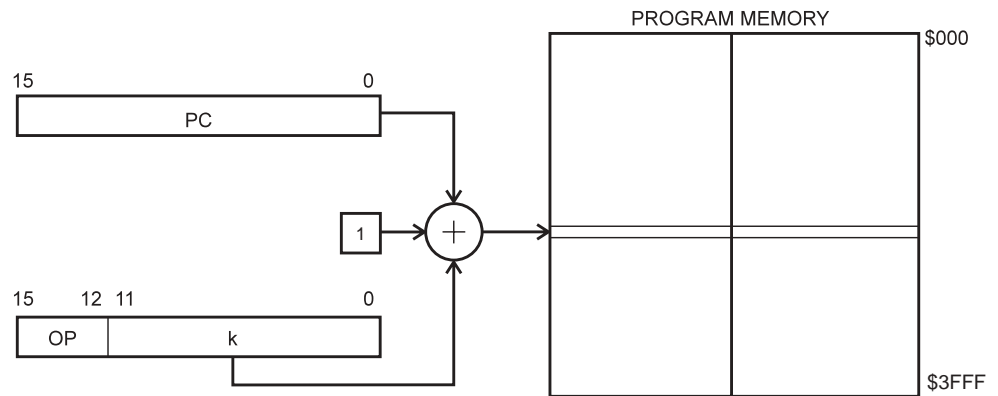 PROGRAM MEMORY
$000
15 0
PC
1
+
15 12 11 0
OP k
$3FFF